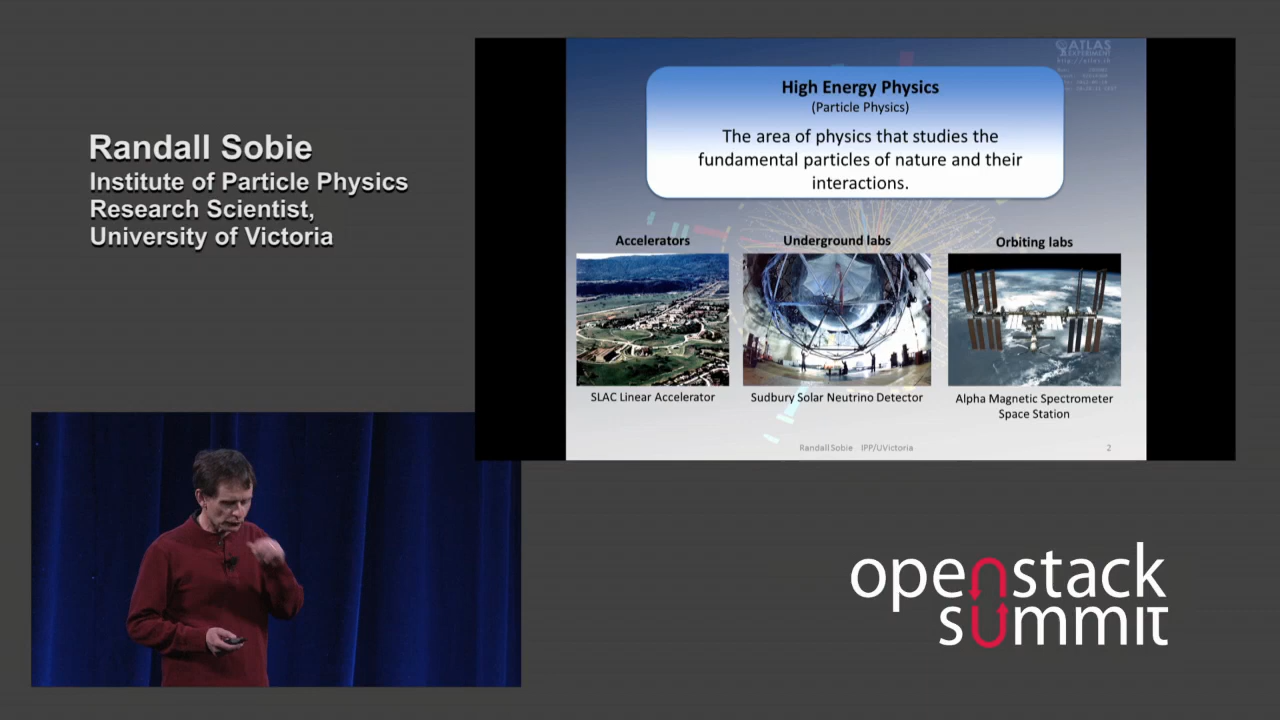 Randall Sobie
Institute of Particle Physics
Research Scientist,
University of Victoria
ATLAS
EXPERIMENT
High Energy Physics
(Particle Physics)
The area of physics that studies the
fundamental particles of nature and their
interactions.
Accelerators
Underground labs
Orbiting labs
SLAC Linear Accelerator
Sudbury Solar Neutrino Detector
Alpha Magnetic Spectrometer
Space Station
Randall Sobie IPP/UVictoria
2
openstack
summit